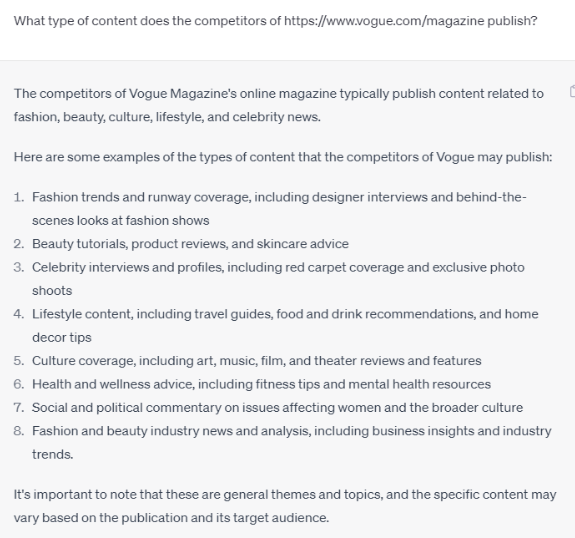 What type of content does the competitors of https://www.vogue.com/magazine publish?
The competitors of Vogue Magazine's online magazine typically publish content related to
fashion, beauty, culture, lifestyle, and celebrity news.
Here are some examples of the types of content that the competitors of Vogue may publish:
1. Fashion trends and runway coverage, including designer interviews and behind-the-
scenes looks at fashion shows
2. Beauty tutorials, product reviews, and skincare advice
3. Celebrity interviews and profiles, including red carpet coverage and exclusive photo
shoots
4. Lifestyle content, including travel guides, food and drink recommendations, and home
decor tips
5. Culture coverage, including art, music, film, and theater reviews and features
6. Health and wellness advice, including fitness tips and mental health resources
7. Social and political commentary on issues affecting women and the broader culture
8. Fashion and beauty industry news and analysis, including business insights and industry
trends.
It's important to note that these are general themes and topics, and the specific content may
vary based on the publication and its target audience.